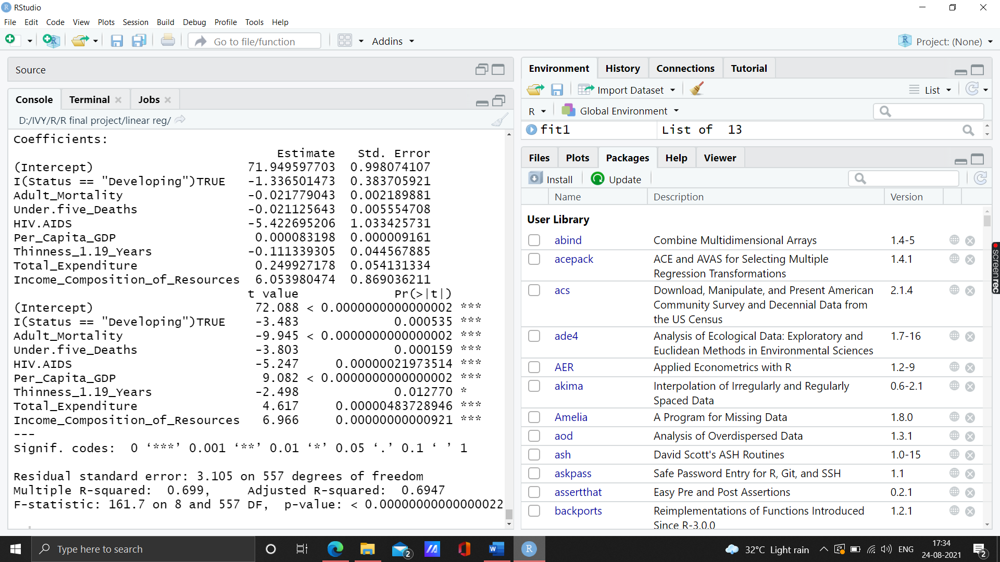 RStudio
File Edit Code View Plots Session Build Debug Profile Tools Help
Go to file/function Addins Project: (None)
Source
Console Terminal Jobs
D:/IVY/R/R final project/linear reg/
Coefficients:
Estimate Std. Error
(Intercept) 71.949597703 0.998074107
I(Status == "Developing")TRUE -1.336501473 0.383705921
Adult_Mortality -0.021779043 0.002189881
Under.five_Deaths -0.021125643 0.005554708
HIV.AIDS -5.422695206 1.033425731
Per_Capita_GDP 0.000083198 0.000009161
Thinness_1.19_Years -0.111339305 0.044567885
Total_Expenditure 0.249927178 0.054131334
Income_Composition_of_Resources 6.053980474 0.869036211
t value Pr(>|t|)
(Intercept) 72.088 < 0.0000000000000002 ***
I(Status == "Developing")TRUE -3.483 0.000535 ***
Adult_Mortality -9.945 < 0.0000000000000002 ***
Under.five_Deaths -3.803 0.000159 ***
HIV.AIDS -5.247 0.00000021973514 ***
Per_Capita_GDP 9.082 < 0.0000000000000002 ***
Thinness_1.19_Years -2.498 0.012770 *
Total_Expenditure 4.617 0.00000483728946 ***
Income_Composition_of_Resources 6.966 0.00000000000921 ***
---
Signif. codes: 0 ‘***’ 0.001 ‘**’ 0.01 ‘*’ 0.05 ‘.’ 0.1 ‘ ’ 1
Residual standard error: 3.105 on 557 degrees of freedom
Multiple R-squared: 0.699, Adjusted R-squared: 0.6947
F-statistic: 161.7 on 8 and 557 DF, p-value: < 0.00000000000000022
Environment History Connections Tutorial
Import Dataset List
R Global Environment
fit1 List of 13
Files Plots Packages Help Viewer
Install Update
Name Description Version
User Library
abind Combine Multidimensional Arrays 1.4-5
acepack ACE and AVAS for Selecting Multiple 1.4.1
Regression Transformations
acs Download, Manipulate, and Present American 2.1.4
Community Survey and Decennial Data from
the US Census
ade4 Analysis of Ecological Data: Exploratory and 1.7-16
Euclidean Methods in Environmental Sciences
AER Applied Econometrics with R 1.2-9
akima Interpolation of Irregularly and Regularly 0.6-2.1
Spaced Data
Amelia A Program for Missing Data 1.8.0
aod Analysis of Overdispersed Data 1.3.1
ash David Scott's ASH Routines 1.0-15
askpass Safe Password Entry for R, Git, and SSH 1.1
assertthat Easy Pre and Post Assertions 0.2.1
backports Reimplementations of Functions Introduced 1.2.1
Since R-3.0.0
screenrec
Type here to search 2 W R 32°C Light rain ENG 17:34
24-08-2021 2